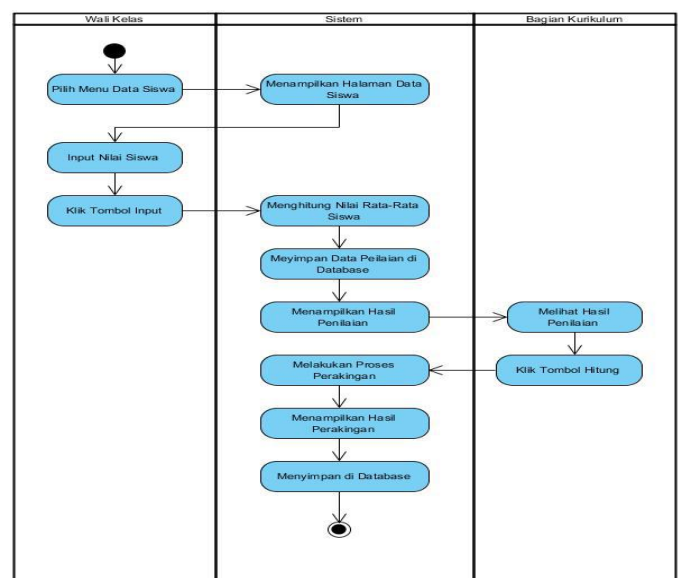 Wali Kelas
Sistem
Bagian Kurikulum
Pilih Menu Data Siswa
Menampilkan Halaman Data
Siswa
Input Nilai Siswa
Klik Tombol Input
Menghitung Nilai Rata-Rata
Siswa
Meyimpan Data Peilaian di
Database
Menampilkan Hasil
Penilaian
Melihat Hasil
Penilaian
Melakukan Proses
Perakingan
Klik Tombol Hitung
Menampilkan Hasil
Perakingan
Menyimpan di Database